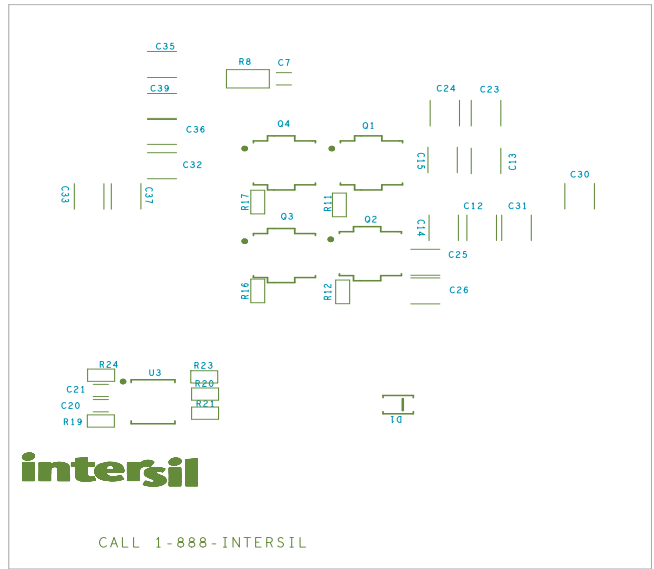 C35
R8
C7
C39
C24
C23
C36
Q4
Q1
C32
C15
C13
C30
C33
C37
R17
R11
C12
C31
Q3
Q2
C14
C25
R16
R12
C26
R24
U3
R23
C21
R20
C20
R21
R19
D1
intersil
CALL 1-888-INTERSIL